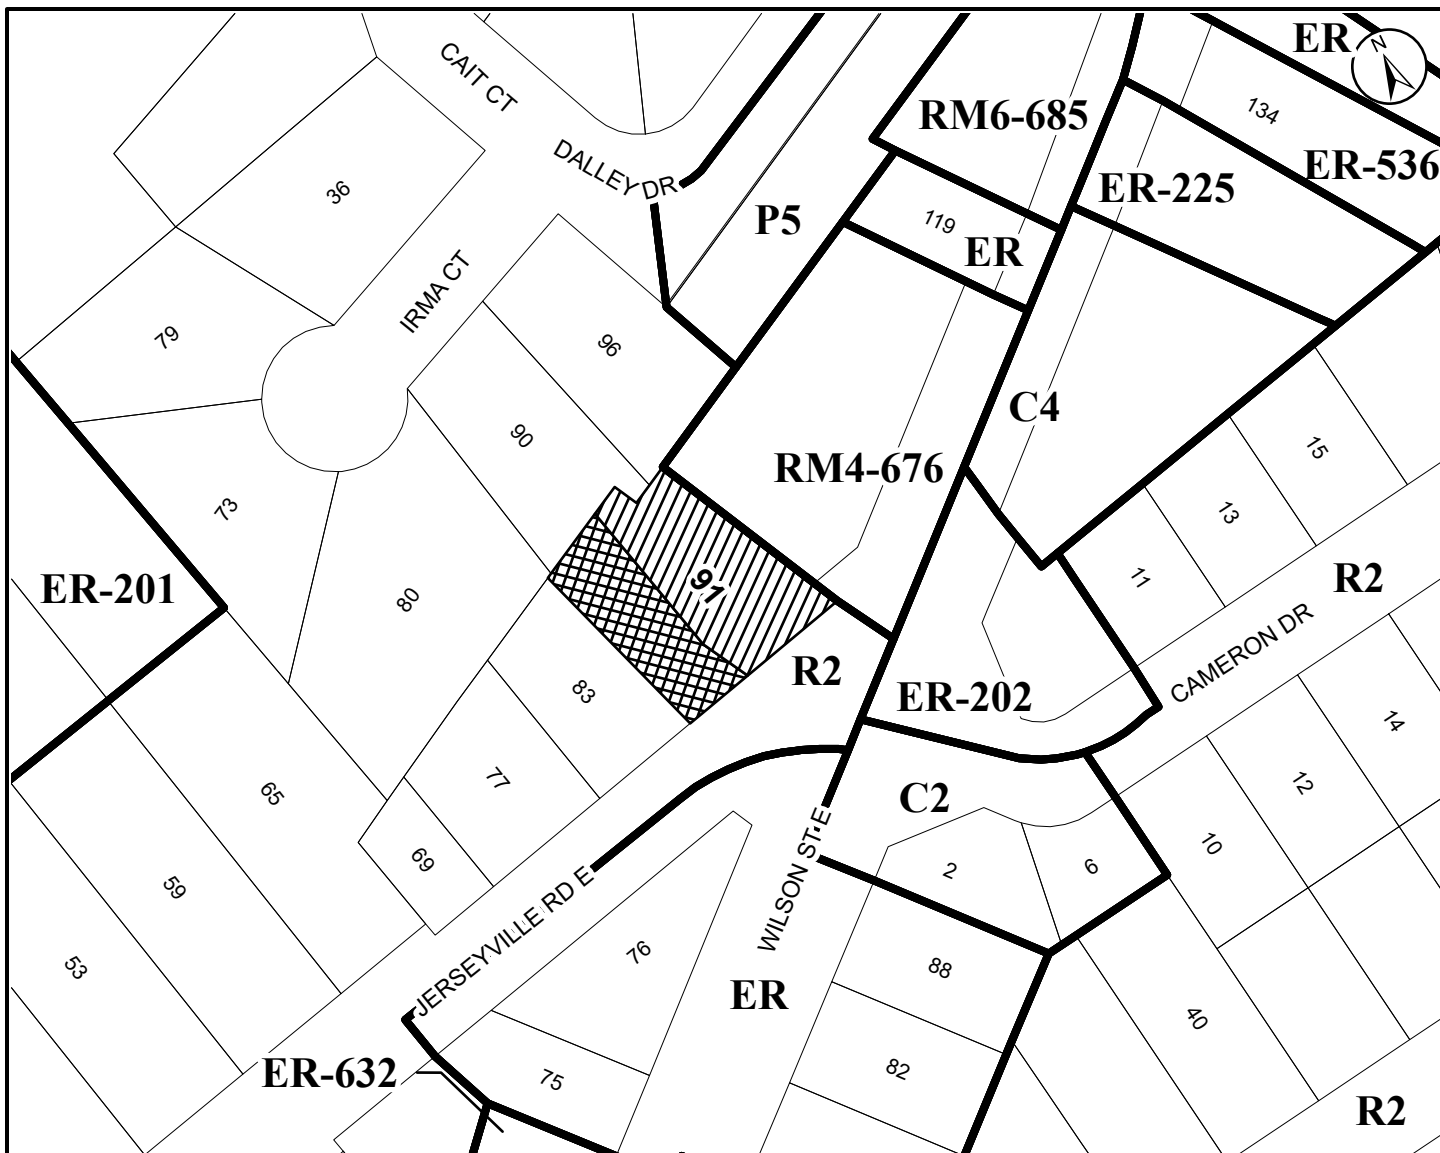 ER
N
CAIT CT
134
RM6-685
DALLEY DR
ER-536
36
ER-225
P5
119
ER
IRMA CT
79
96
C4
90
15
RM4-676
73
13
11
R2
91
ER-201
80
CAMERON DR
R2
83
ER-202
14
77
65
12
C2
WILSON ST E
10
69
2
6
59
JERSEYVILLE RD E
76
53
88
ER
40
82
ER-632
75
R2